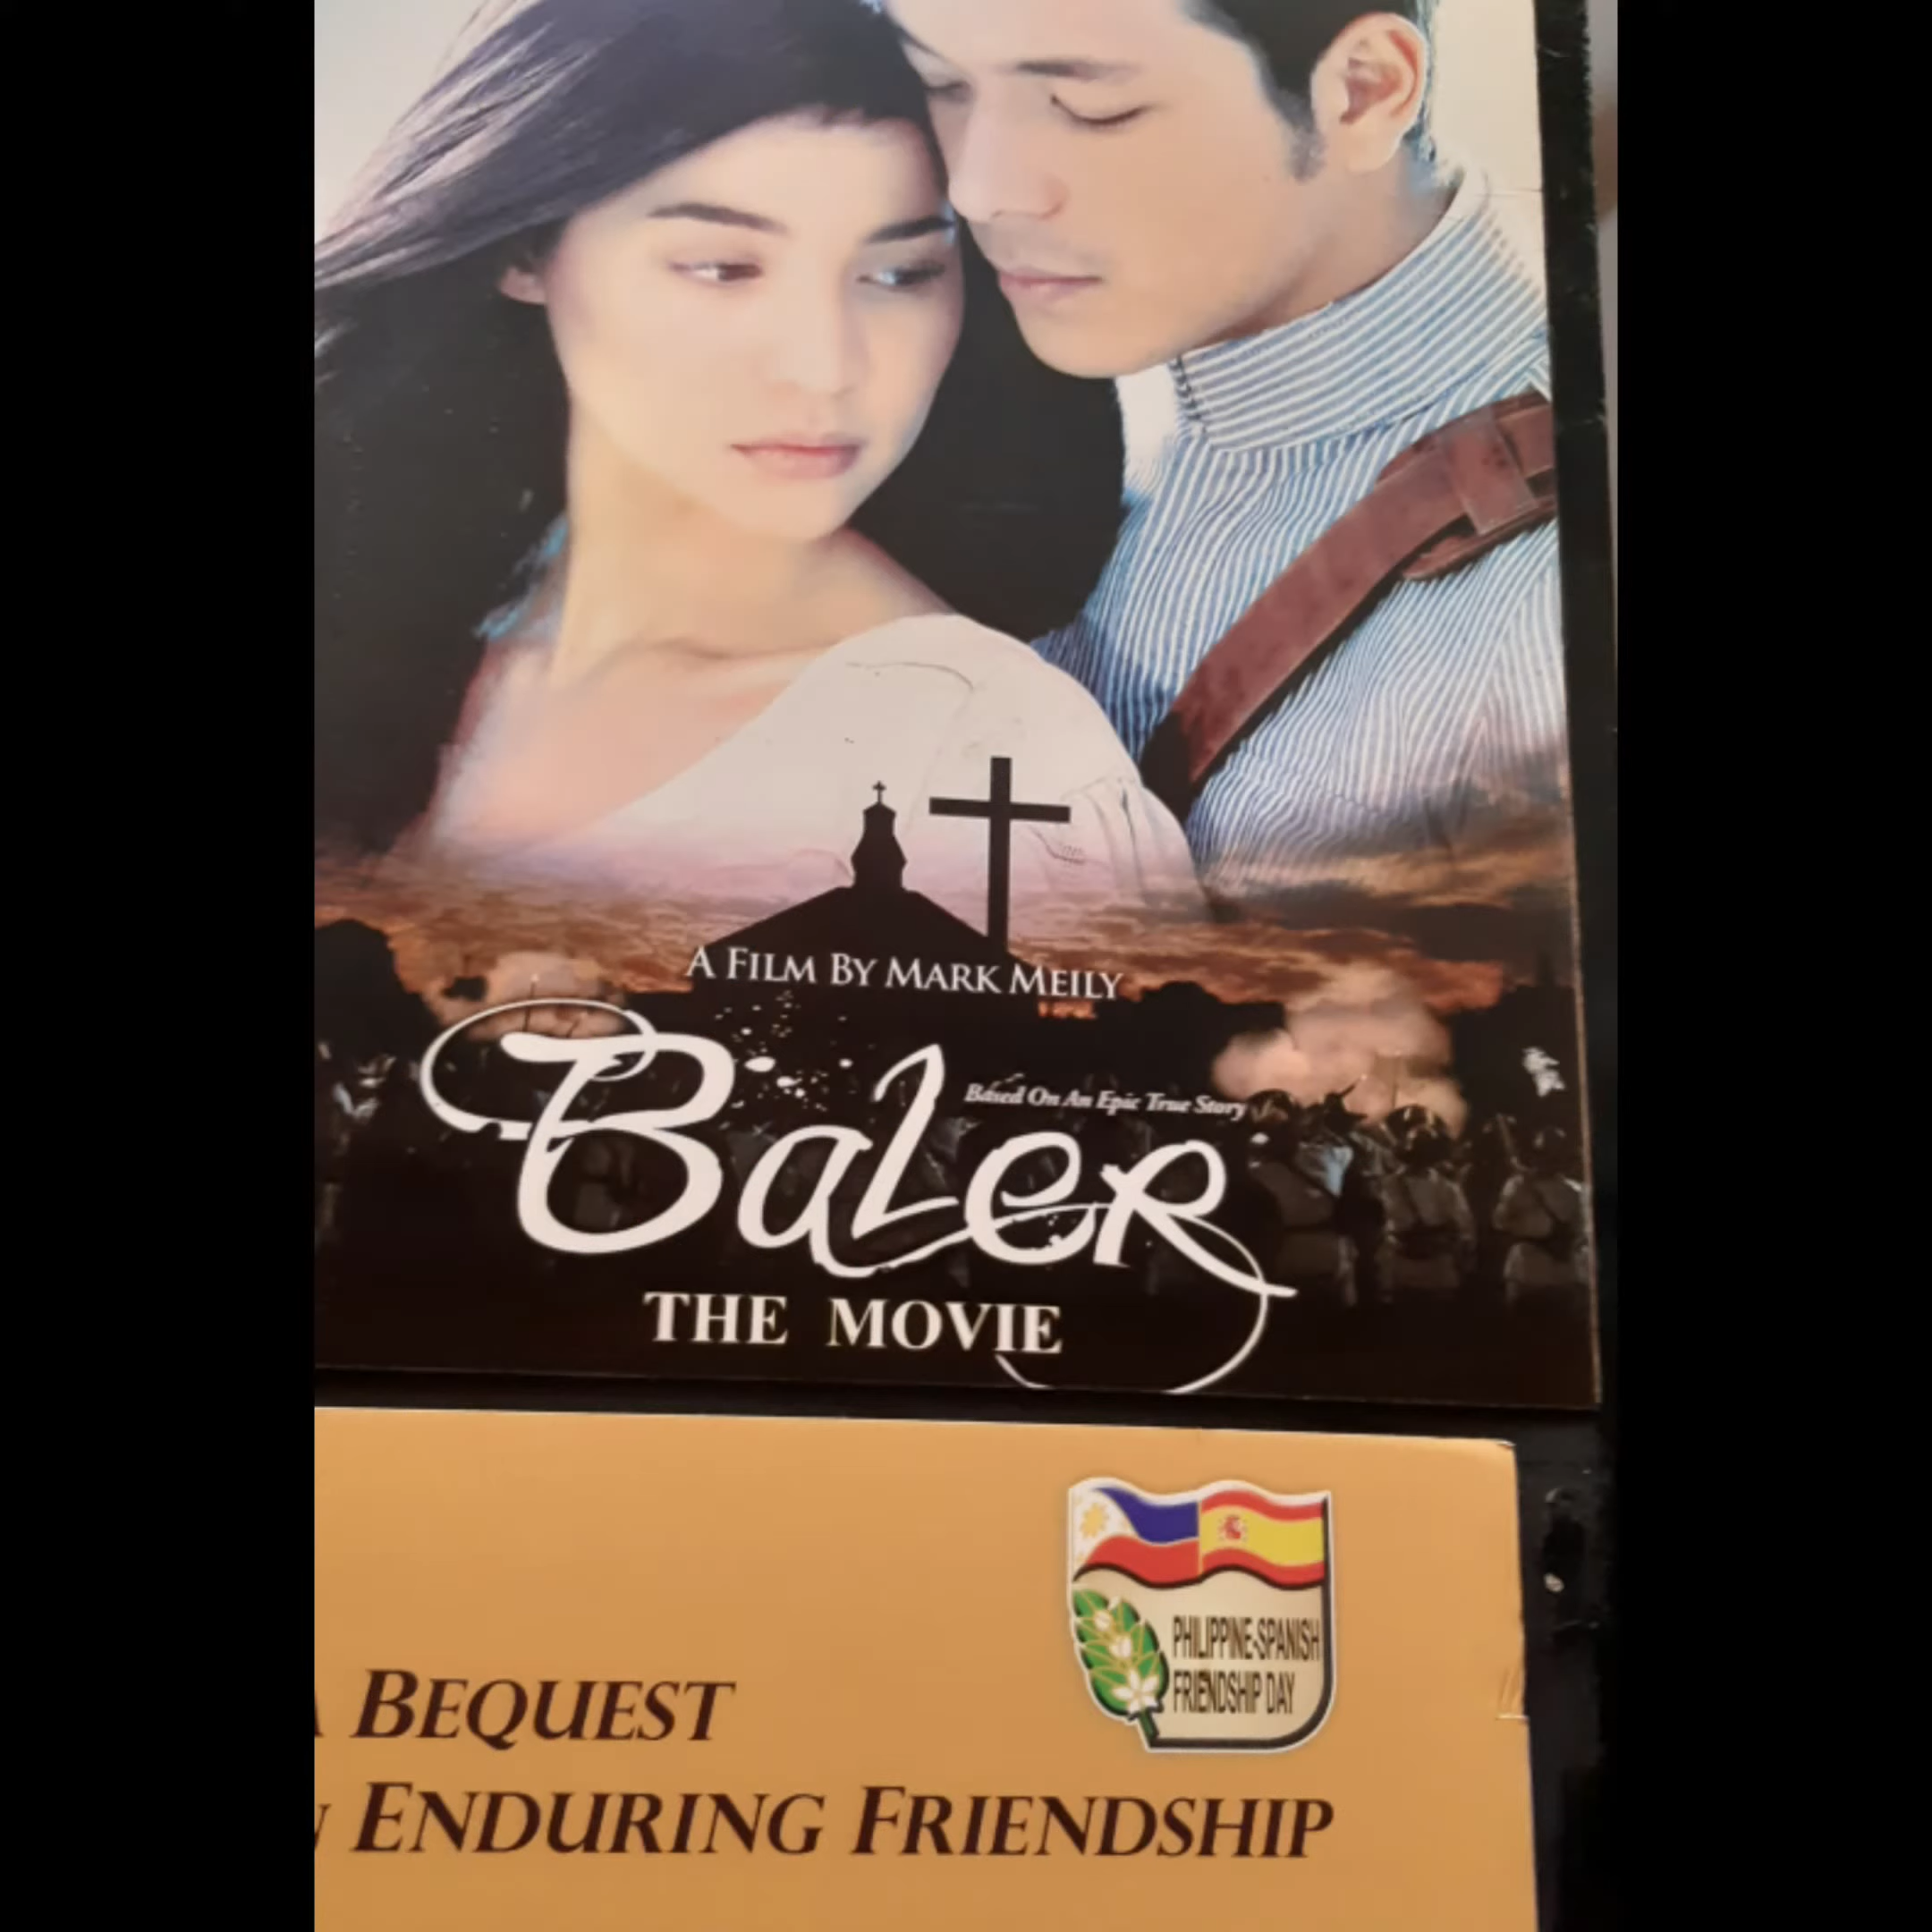 A FILM BY MARK MEILY
Based On An Epic True Story
BaLeR
THE MOVIE
PHILIPPINE-SPANISH
FRIENDSHIP DAY
BEQUEST
ENDURING FRIENDSHIP